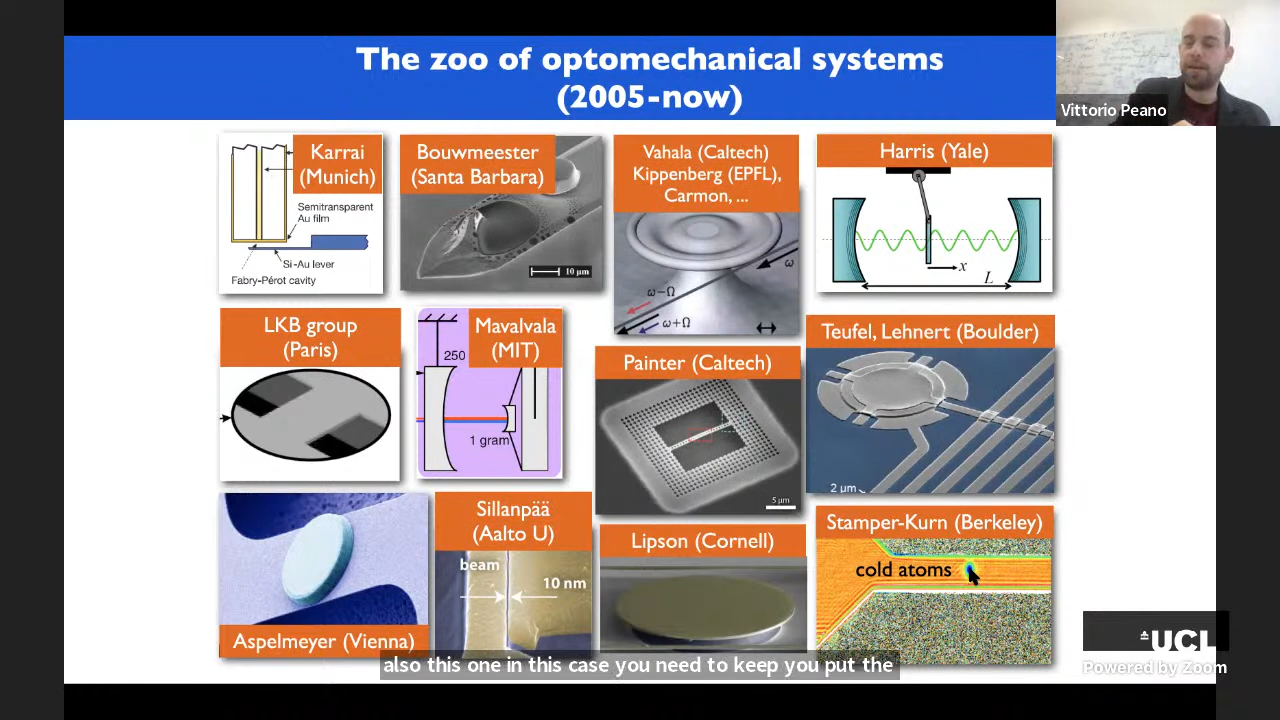 The zoo of optomechanical systems
(2005-now)
Vittorio Peano
Karrai
(Munich)
Semitransparent
Au film
Si-Au lever
Fabry-Pérot cavity
Bouwmeester
(Santa Barbara)
10 μm
Vahala (Caltech)
Kippenberg (EPFL),
Carmon, ...
ω
ω−Ω
ω+Ω
Harris (Yale)
x
L
LKB group
(Paris)
Mavalvala
(MIT)
250
1 gram
Painter (Caltech)
5 μm
Teufel, Lehnert (Boulder)
2 μm
Aspelmeyer (Vienna)
Sillanpää
(Aalto U)
beam
10 nm
Lipson (Cornell)
Stamper-Kurn (Berkeley)
cold atoms
also this one in this case you need to keep you put the
UCL
Powered by Zoom